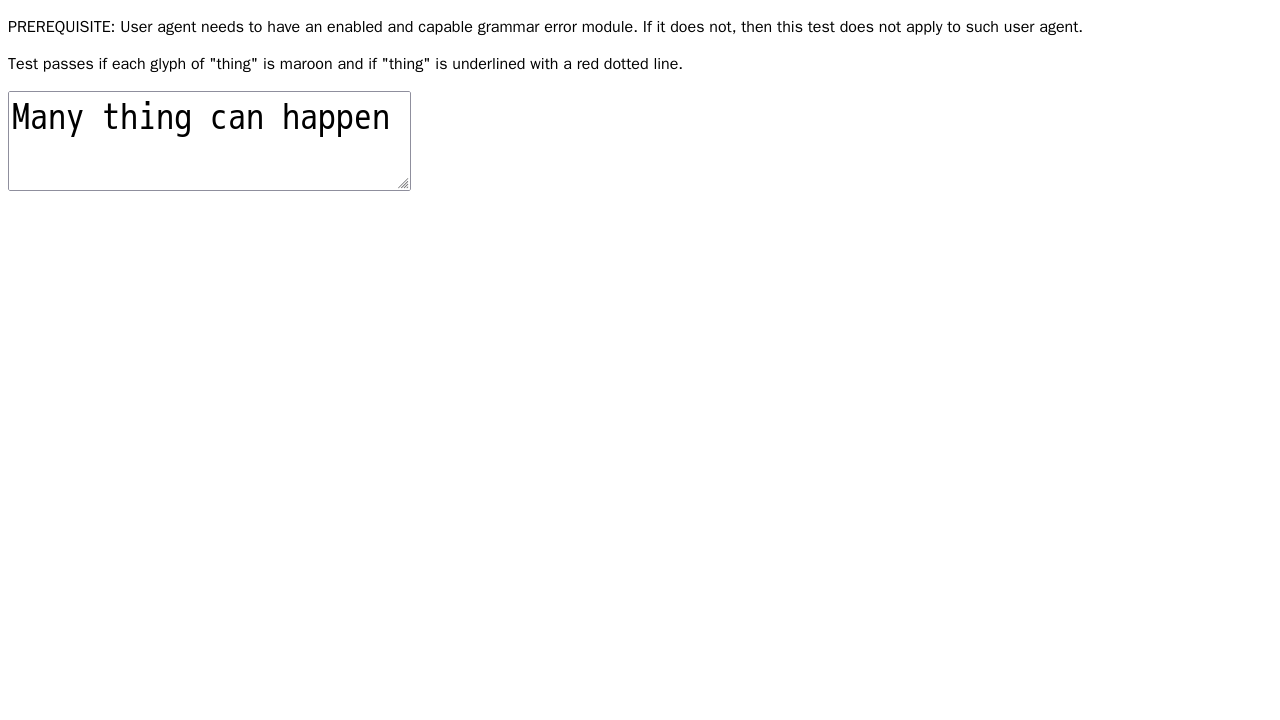 PREREQUISITE: User agent needs to have an enabled and capable grammar error module. If it does not, then this test does not apply to such user agent.
Test passes if each glyph of "thing" is maroon and if "thing" is underlined with a red dotted line.
Many thing can happen